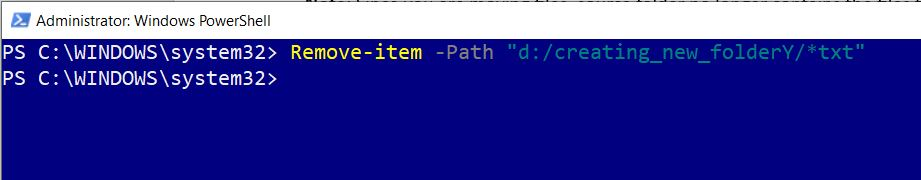 Administrator: Windows PowerShell
PS C:\WINDOWS\system32> Remove-item -Path "d:/creating_new_folderY/*txt"
PS C:\WINDOWS\system32>